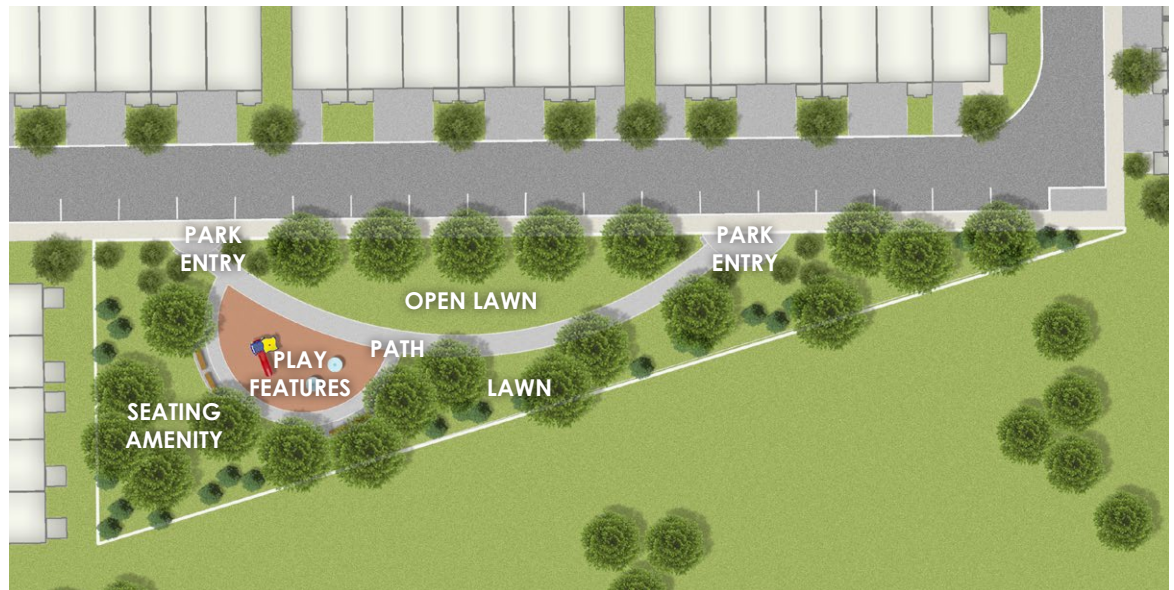 PARK
ENTRY
PARK
ENTRY
OPEN LAWN
PATH
PLAY
FEATURES
LAWN
SEATING
AMENITY